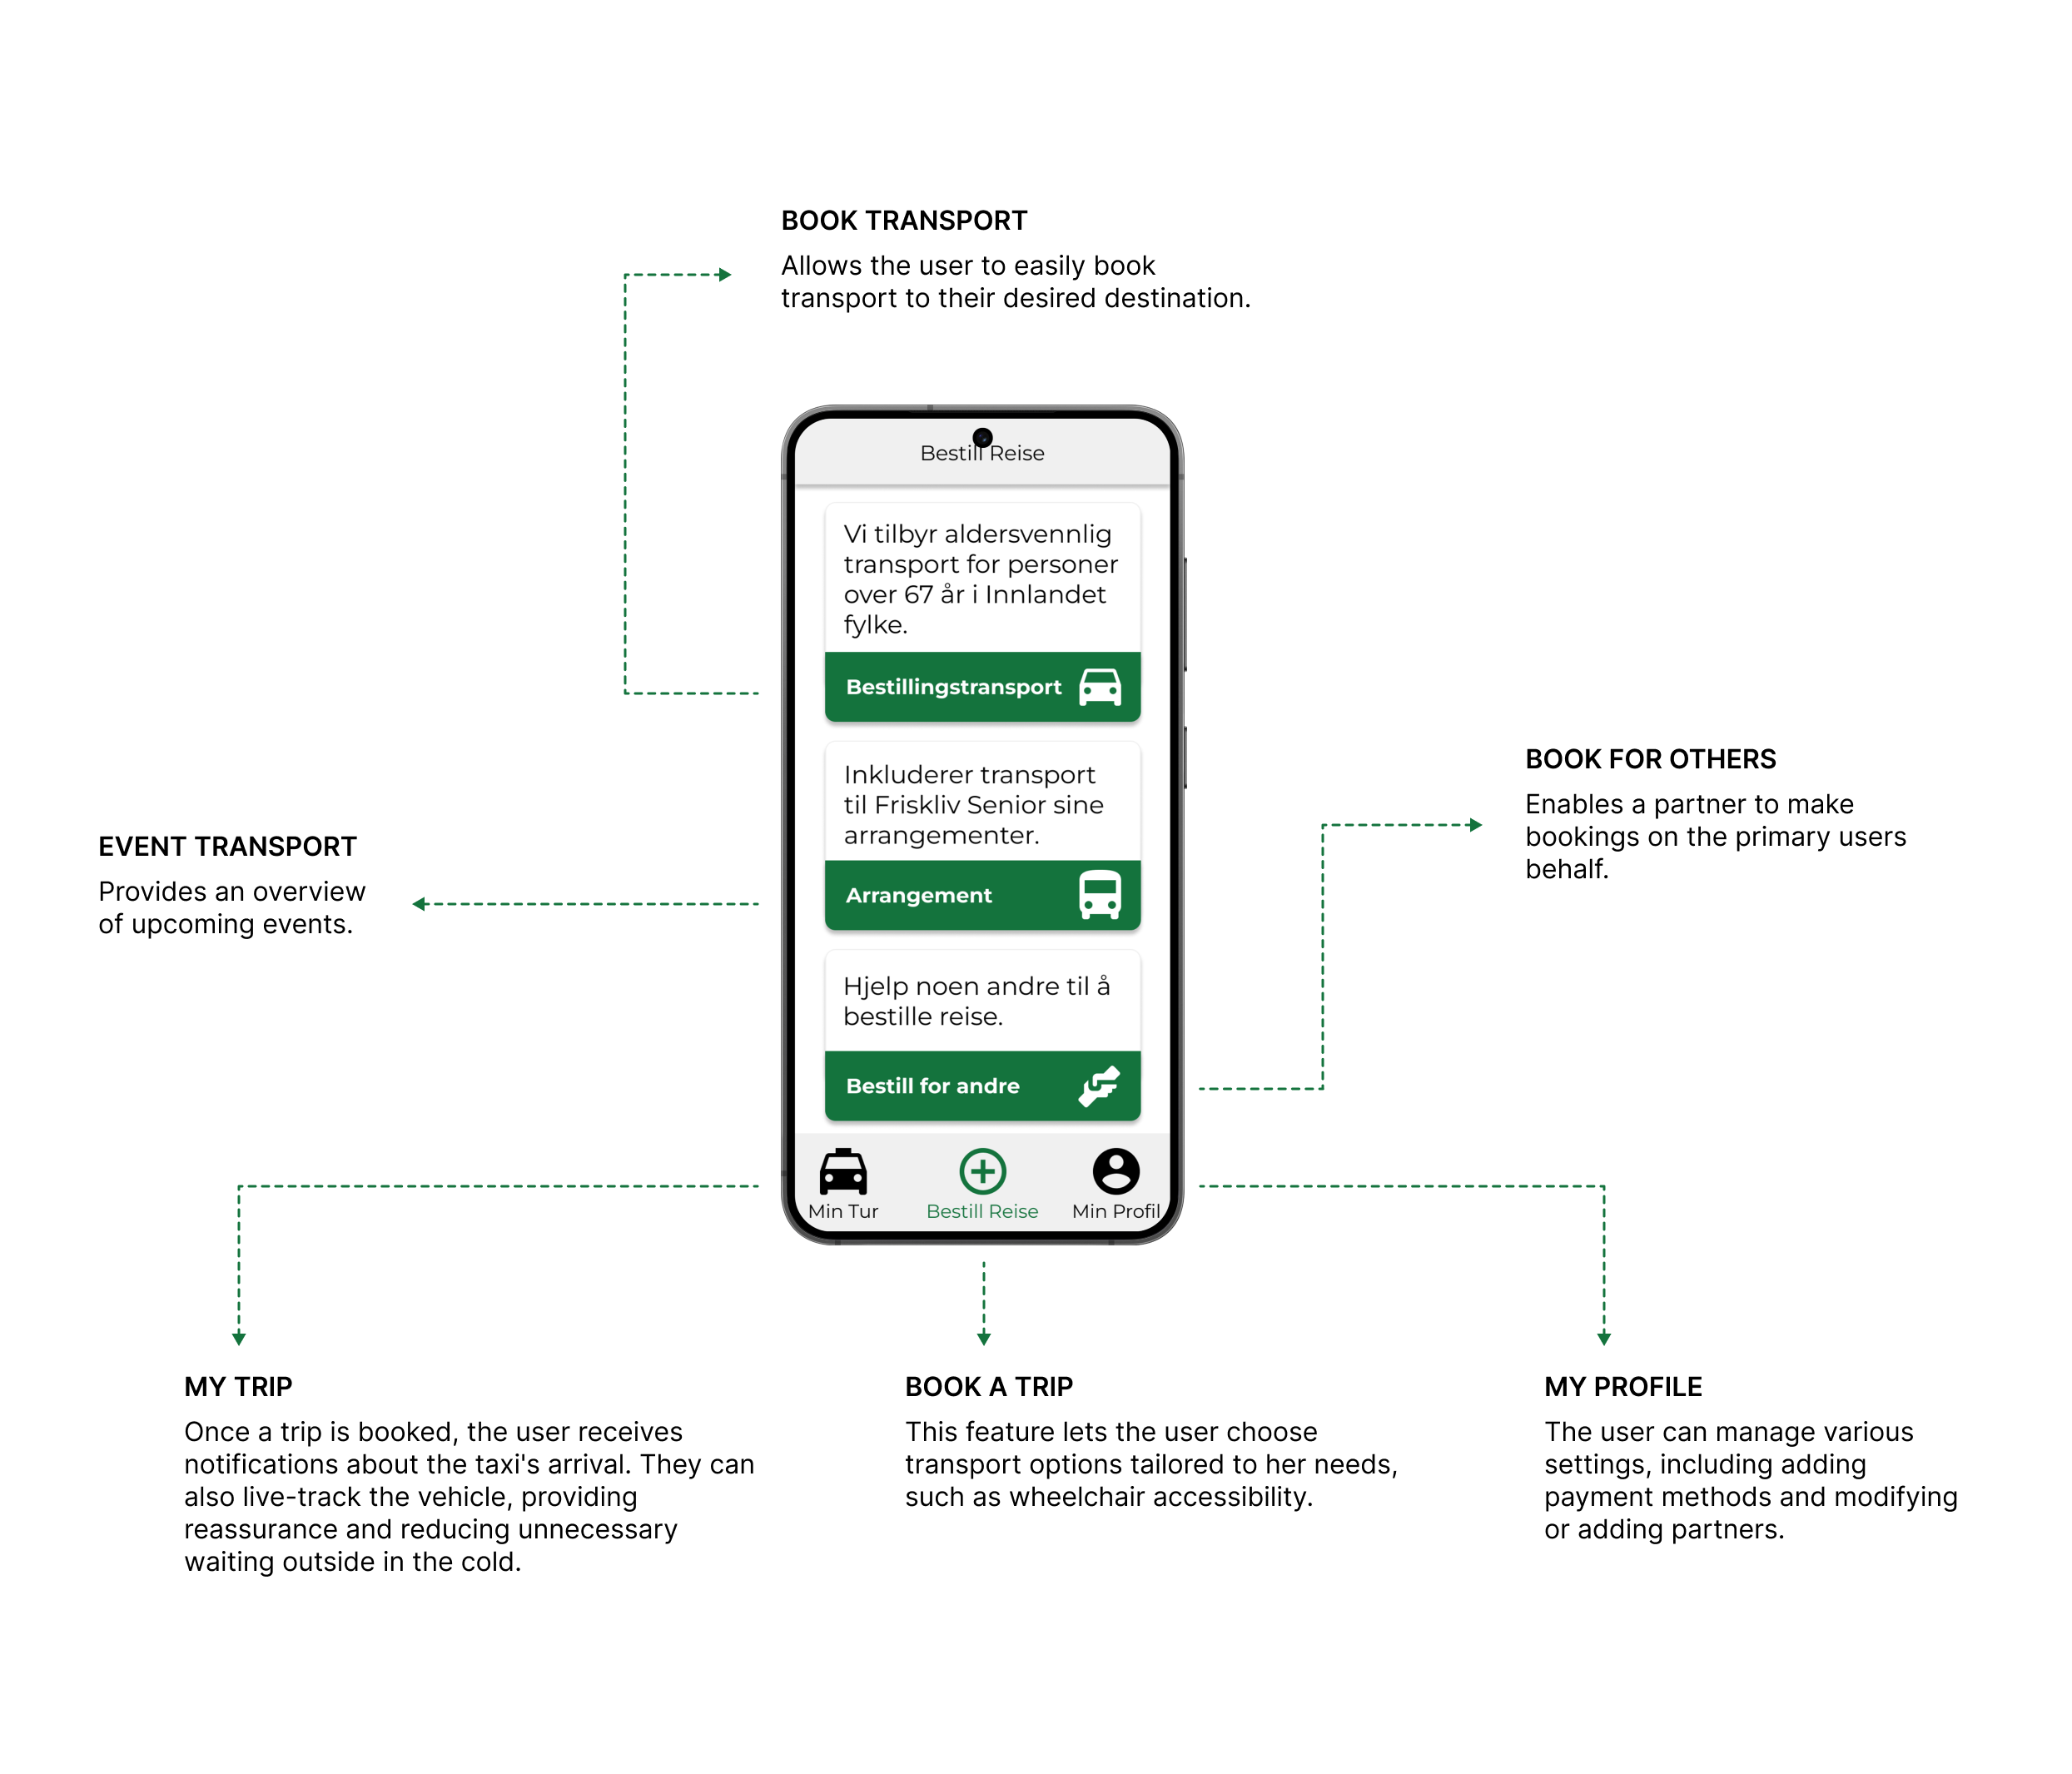 BOOK TRANSPORT
Allows the user to easily book
transport to their desired destination.
Bestill Reise
Vi tilbyr aldersvennlig
transport for personer
over 67 år i Innlandet
fylke.
Bestillingstransport
Inkluderer transport
til Friskliv Senior sine
arrangementer.
Arrangement
Hjelp noen andre til å
bestille reise.
Bestill for andre
Min Tur
Bestill Reise
Min Profil
EVENT TRANSPORT
Provides an overview
of upcoming events.
BOOK FOR OTHERS
Enables a partner to make
bookings on the primary users
behalf.
MY TRIP
Once a trip is booked, the user receives
notifications about the taxi's arrival. They can
also live-track the vehicle, providing
reassurance and reducing unnecessary
waiting outside in the cold.
BOOK A TRIP
This feature lets the user choose
transport options tailored to her needs,
such as wheelchair accessibility.
MY PROFILE
The user can manage various
settings, including adding
payment methods and modifying
or adding partners.